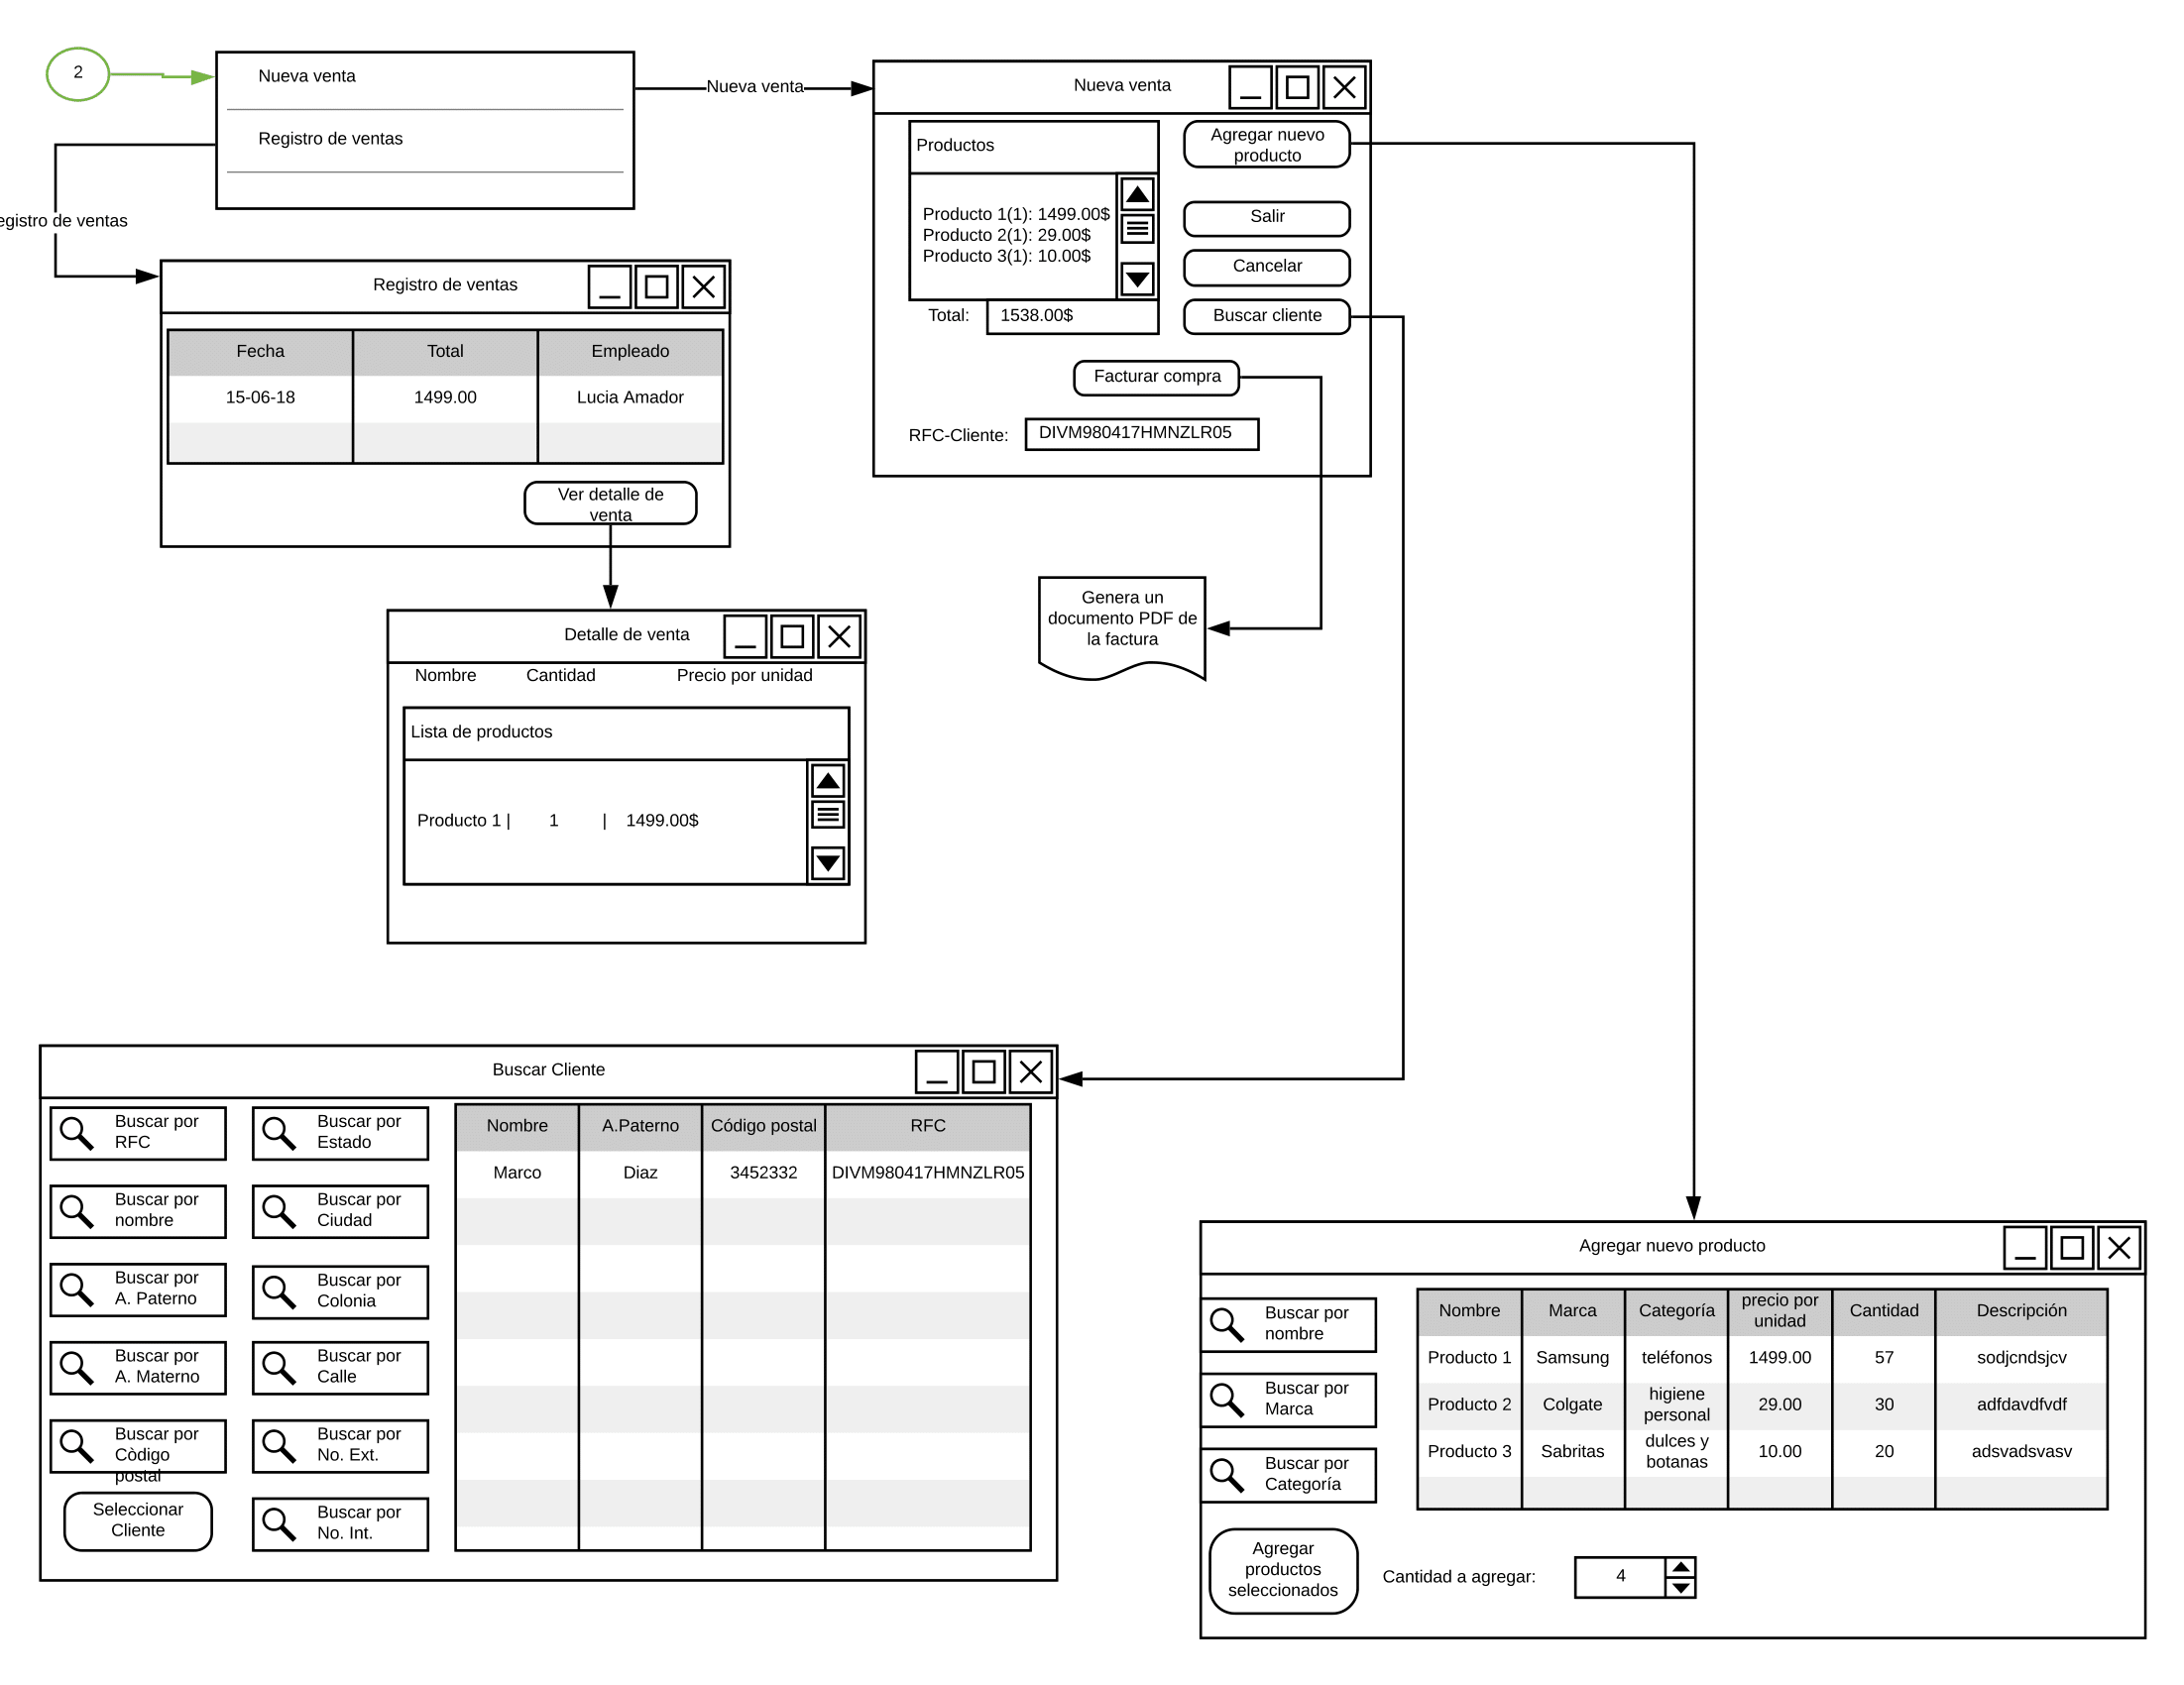 2
Nueva venta
Registro de ventas
Nueva venta
egistro de ventas
Nueva venta
Productos
Producto 1(1): 1499.00$
Producto 2(1): 29.00$
Producto 3(1): 10.00$
Total:
1538.00$
Agregar nuevo
producto
Salir
Cancelar
Buscar cliente
Facturar compra
RFC-Cliente:
DIVM980417HMNZLR05
Registro de ventas
Fecha Total Empleado
15-06-18 1499.00 Lucia Amador
Ver detalle de
venta
Genera un
documento PDF de
la factura
Detalle de venta
Nombre Cantidad Precio por unidad
Lista de productos
Producto 1 | 1 | 1499.00$
Buscar Cliente
Buscar por
RFC
Buscar por
nombre
Buscar por
A. Paterno
Buscar por
A. Materno
Buscar por
Còdigo
postal
Seleccionar
Cliente
Buscar por
Estado
Buscar por
Ciudad
Buscar por
Colonia
Buscar por
Calle
Buscar por
No. Ext.
Buscar por
No. Int.
Nombre A.Paterno Código postal RFC
Marco Diaz 3452332 DIVM980417HMNZLR05
Agregar nuevo producto
Buscar por
nombre
Buscar por
Marca
Buscar por
Categoría
Nombre Marca Categoría precio por
unidad Cantidad Descripción
Producto 1 Samsung teléfonos 1499.00 57 sodjcndsjcv
Producto 2 Colgate higiene
personal 29.00 30 adfdavdfvdf
Producto 3 Sabritas dulces y
botanas 10.00 20 adsvadsvasv
Agregar
productos
seleccionados
Cantidad a agregar:
4